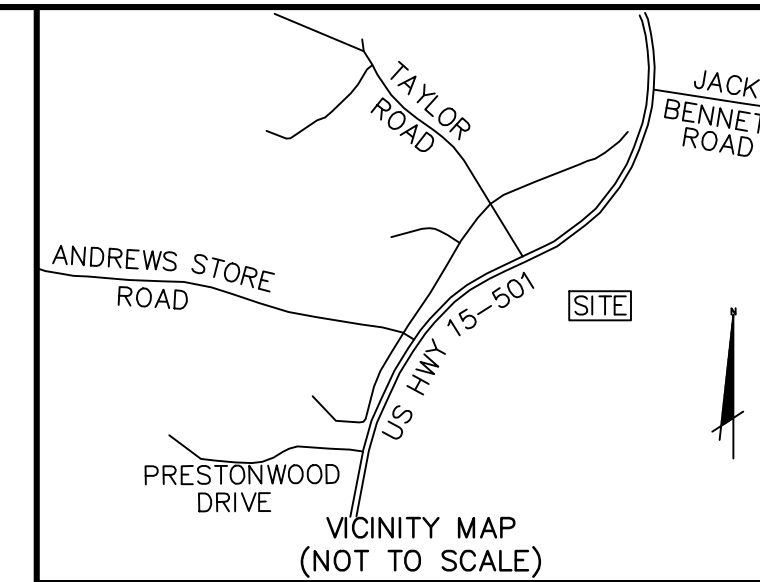 TAYLOR
ROAD
JACK
BENNET
ROAD
ANDREWS STORE
ROAD
SITE
N
US HWY 15-501
PRESTONWOOD
DRIVE
VICINITY MAP
(NOT TO SCALE)